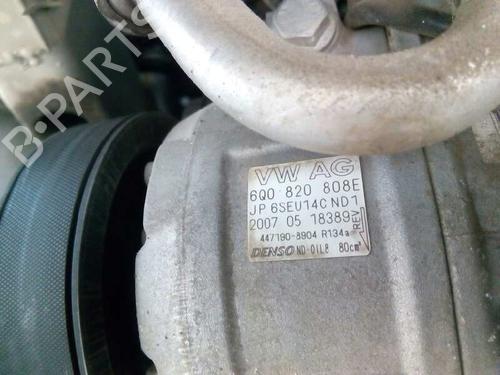 B-PARTS
VW AG
6Q0 820 808E
JP 6SEU14C ND1
2007 05 18389
REV
447190-8904 R134a
DENSO ND-OIL8 80cm³